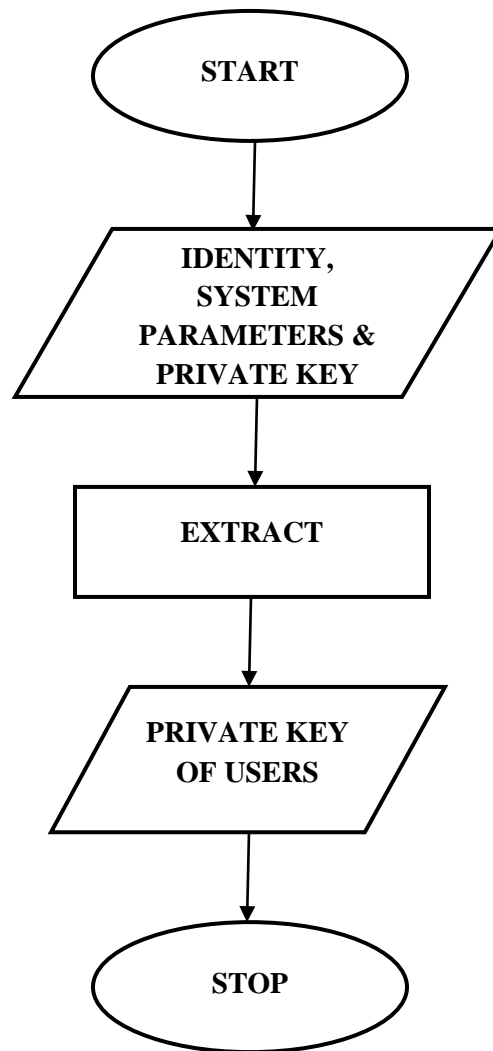 START
IDENTITY,
SYSTEM
PARAMETERS &
PRIVATE KEY
EXTRACT
PRIVATE KEY
OF USERS
STOP